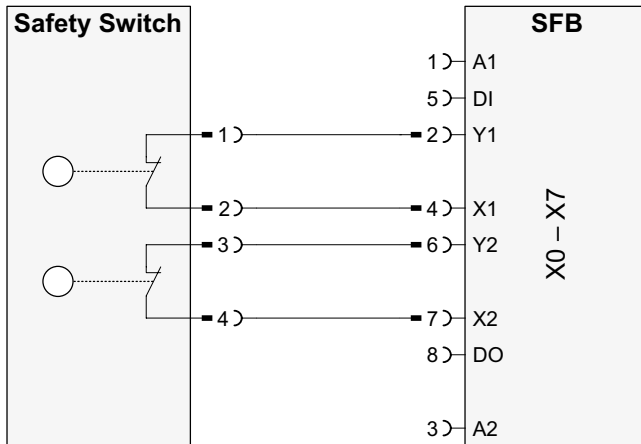 Safety Switch SFB
1 A1
5 DI
1 2 Y1
2 4 X1
3 6 Y2
4 7 X2
8 DO
3 A2
X0 – X7